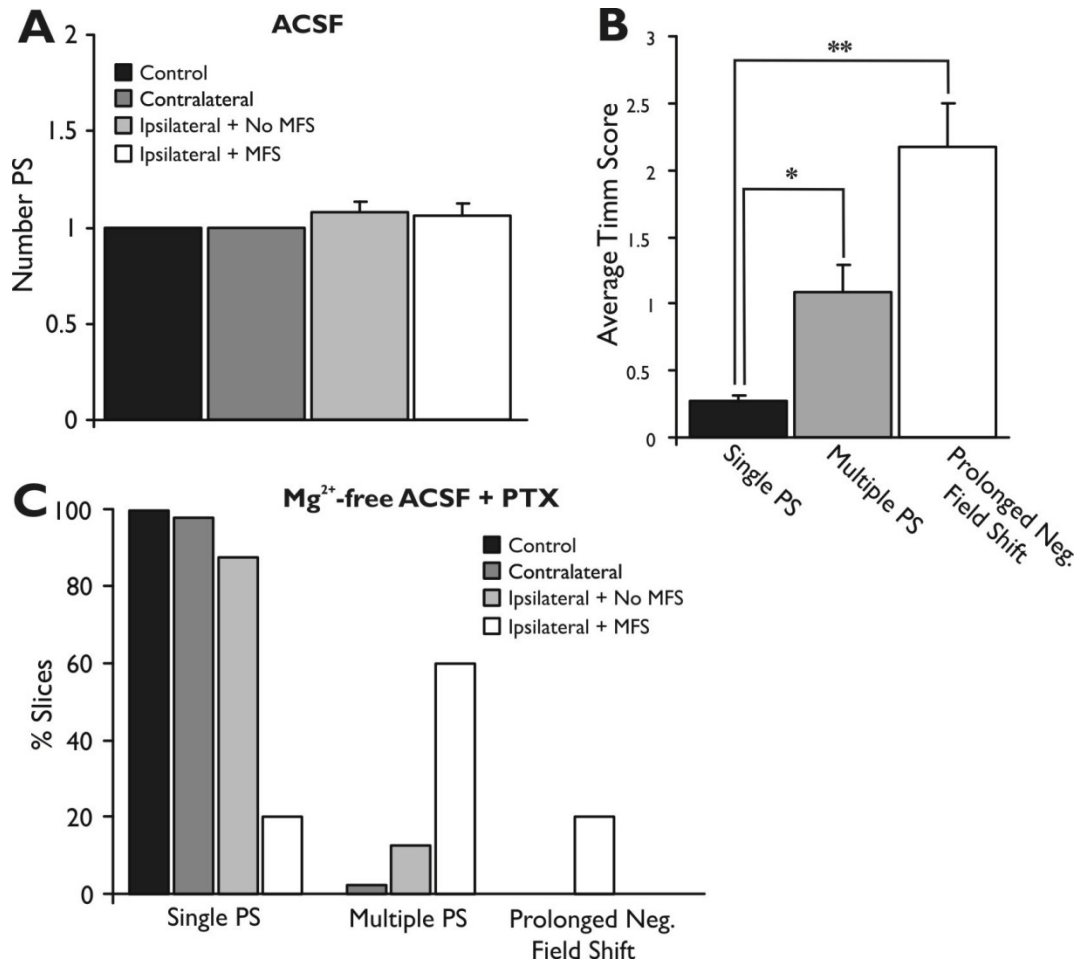 A
ACSF
2
1.5
1
0.5
0
Number PS
Control
Contralateral
Ipsilateral + No MFS
Ipsilateral + MFS
B
3
2.5
2
1.5
1
0.5
0
Average Timm Score
**
*
Single PS
Multiple PS
Prolonged Neg.
Field Shift
C
Mg²⁺-free ACSF + PTX
100
80
60
40
20
0
% Slices
Control
Contralateral
Ipsilateral + No MFS
Ipsilateral + MFS
Single PS
Multiple PS
Prolonged Neg.
Field Shift